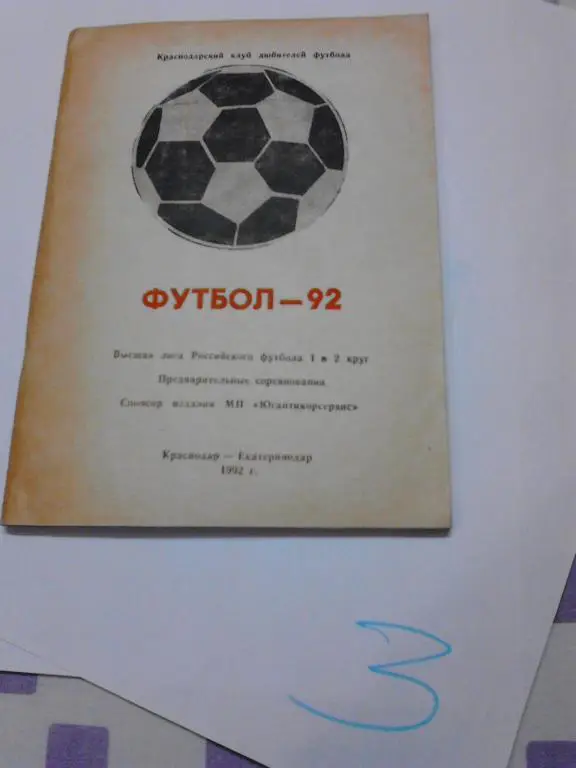 Краснодарский клуб любителей футбола
ФУТБОЛ — 92
Высшая лига Российского футбола 1 и 2 круг
Предварительные соревнования
Спонсор издания МП «Югантикорсервис»
Краснодар — Екатеринодар
1992 г.
3